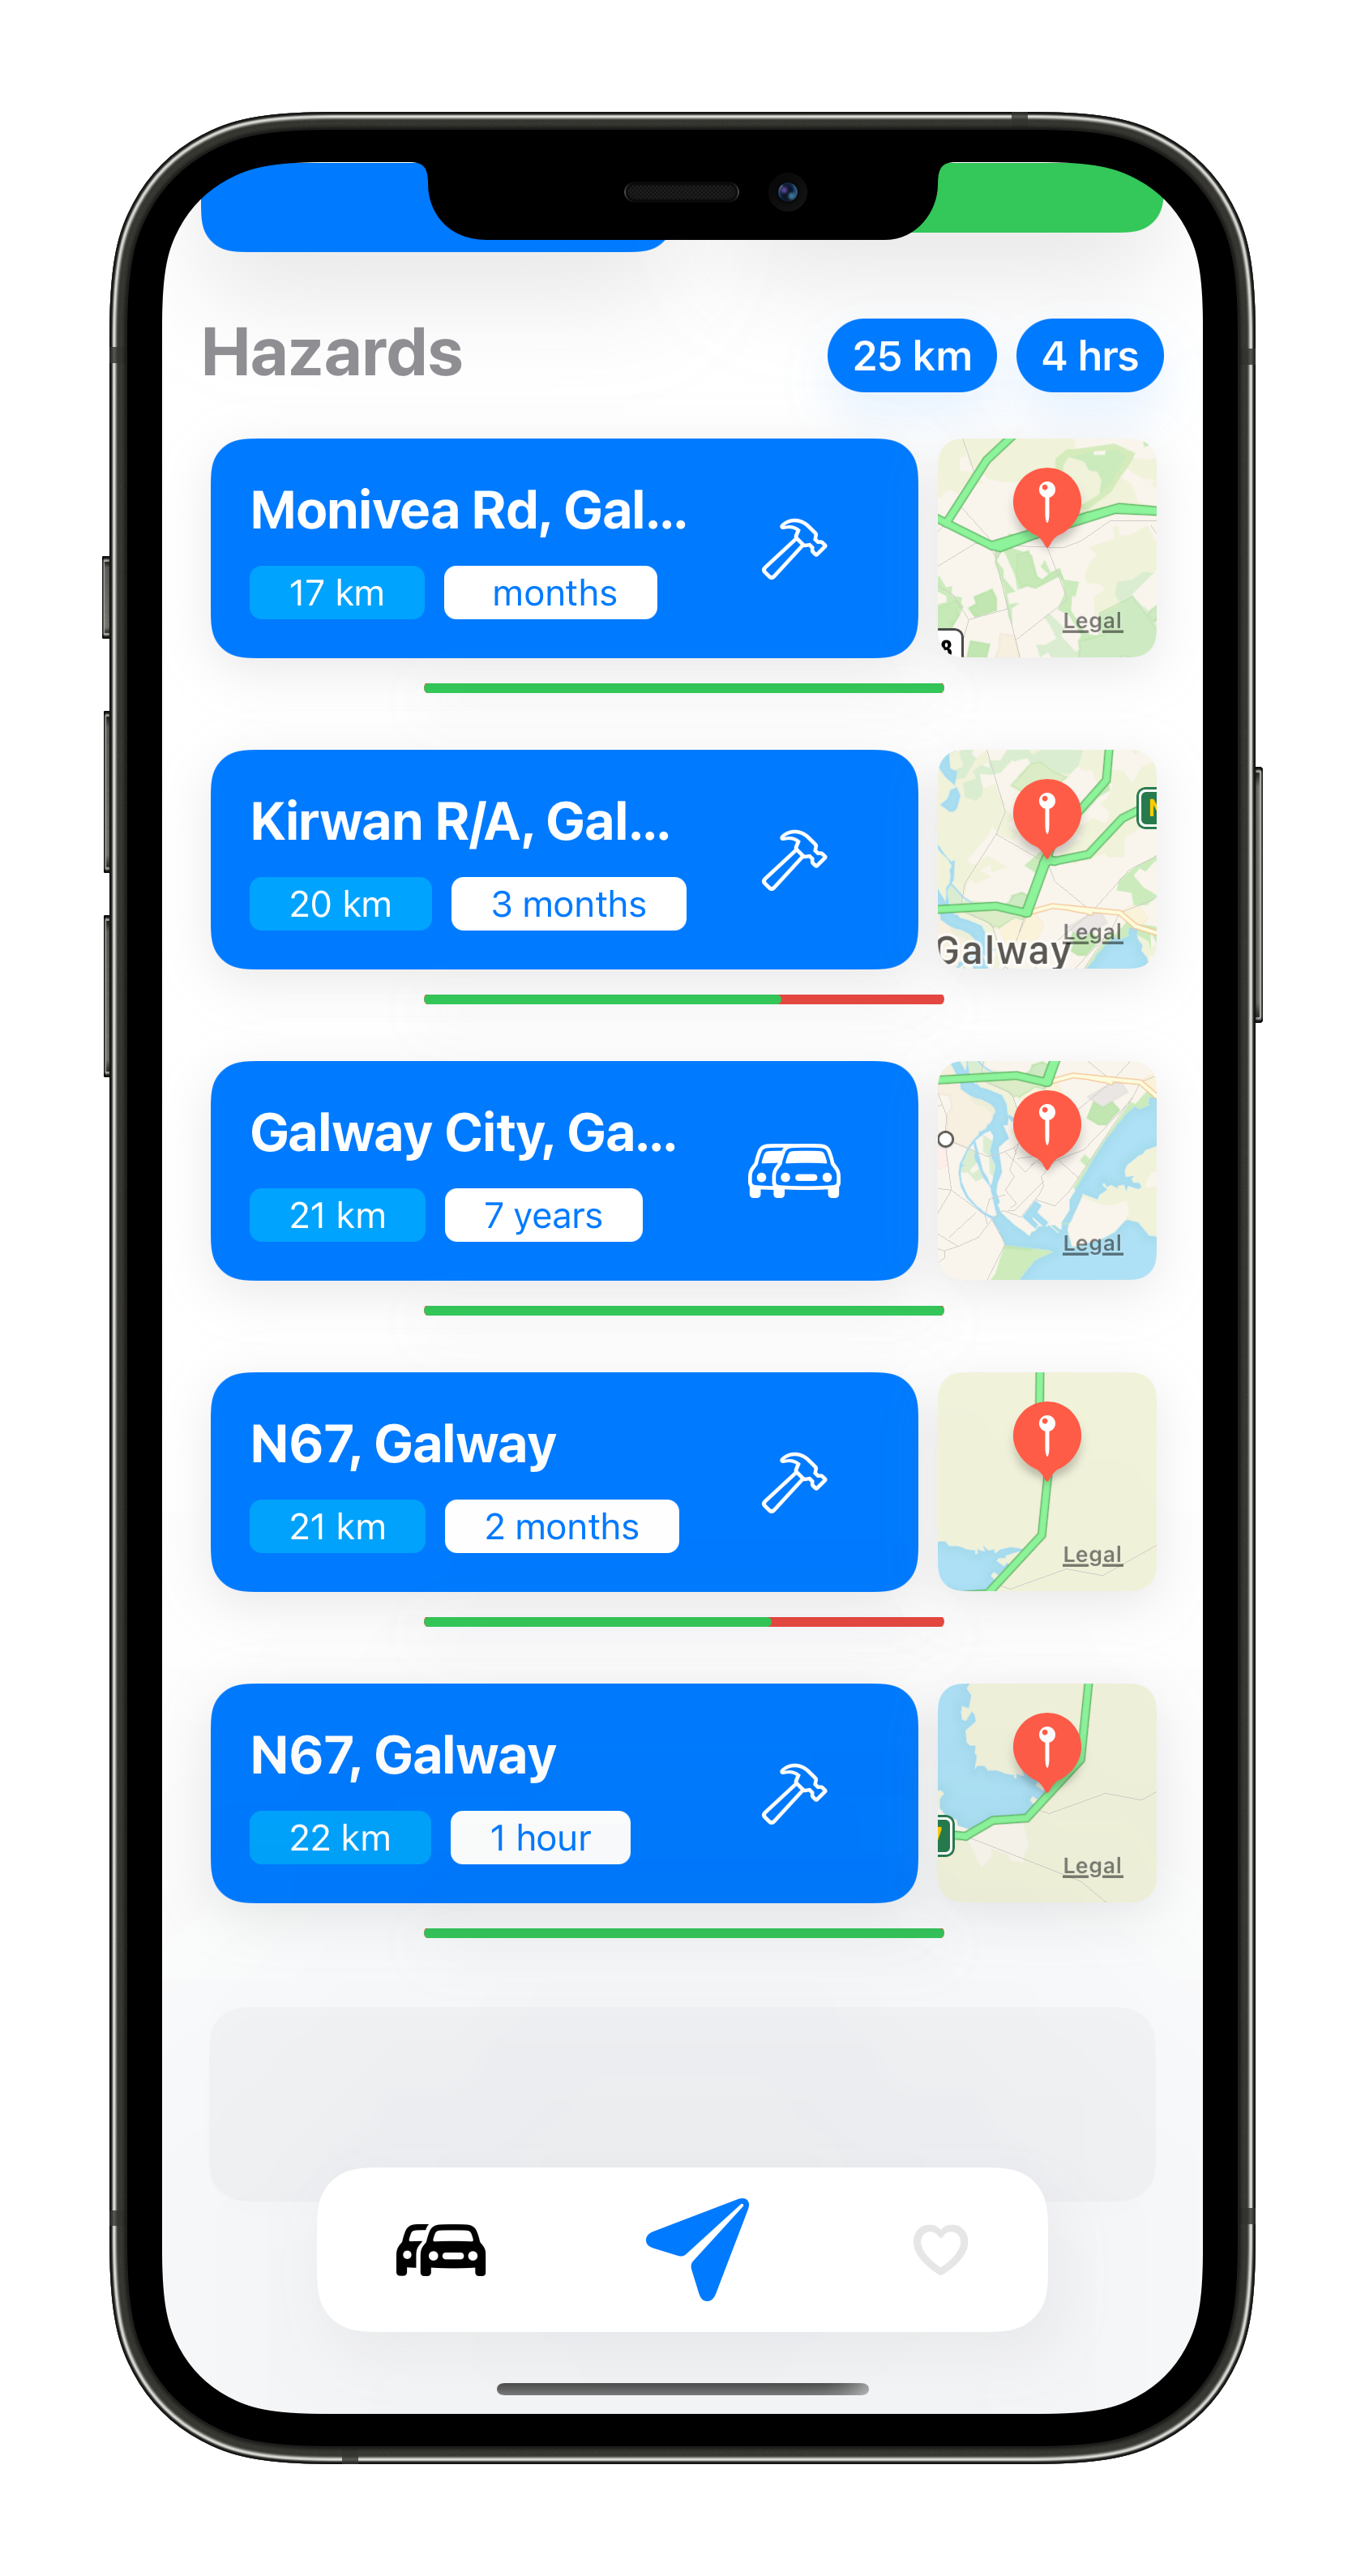 Hazards
25 km
4 hrs
Monivea Rd, Gal...
17 km
months
Legal
8
Kirwan R/A, Gal...
20 km
3 months
N
Legal
Galway
Galway City, Ga...
21 km
7 years
Legal
N67, Galway
21 km
2 months
Legal
N67, Galway
22 km
1 hour
7
Legal